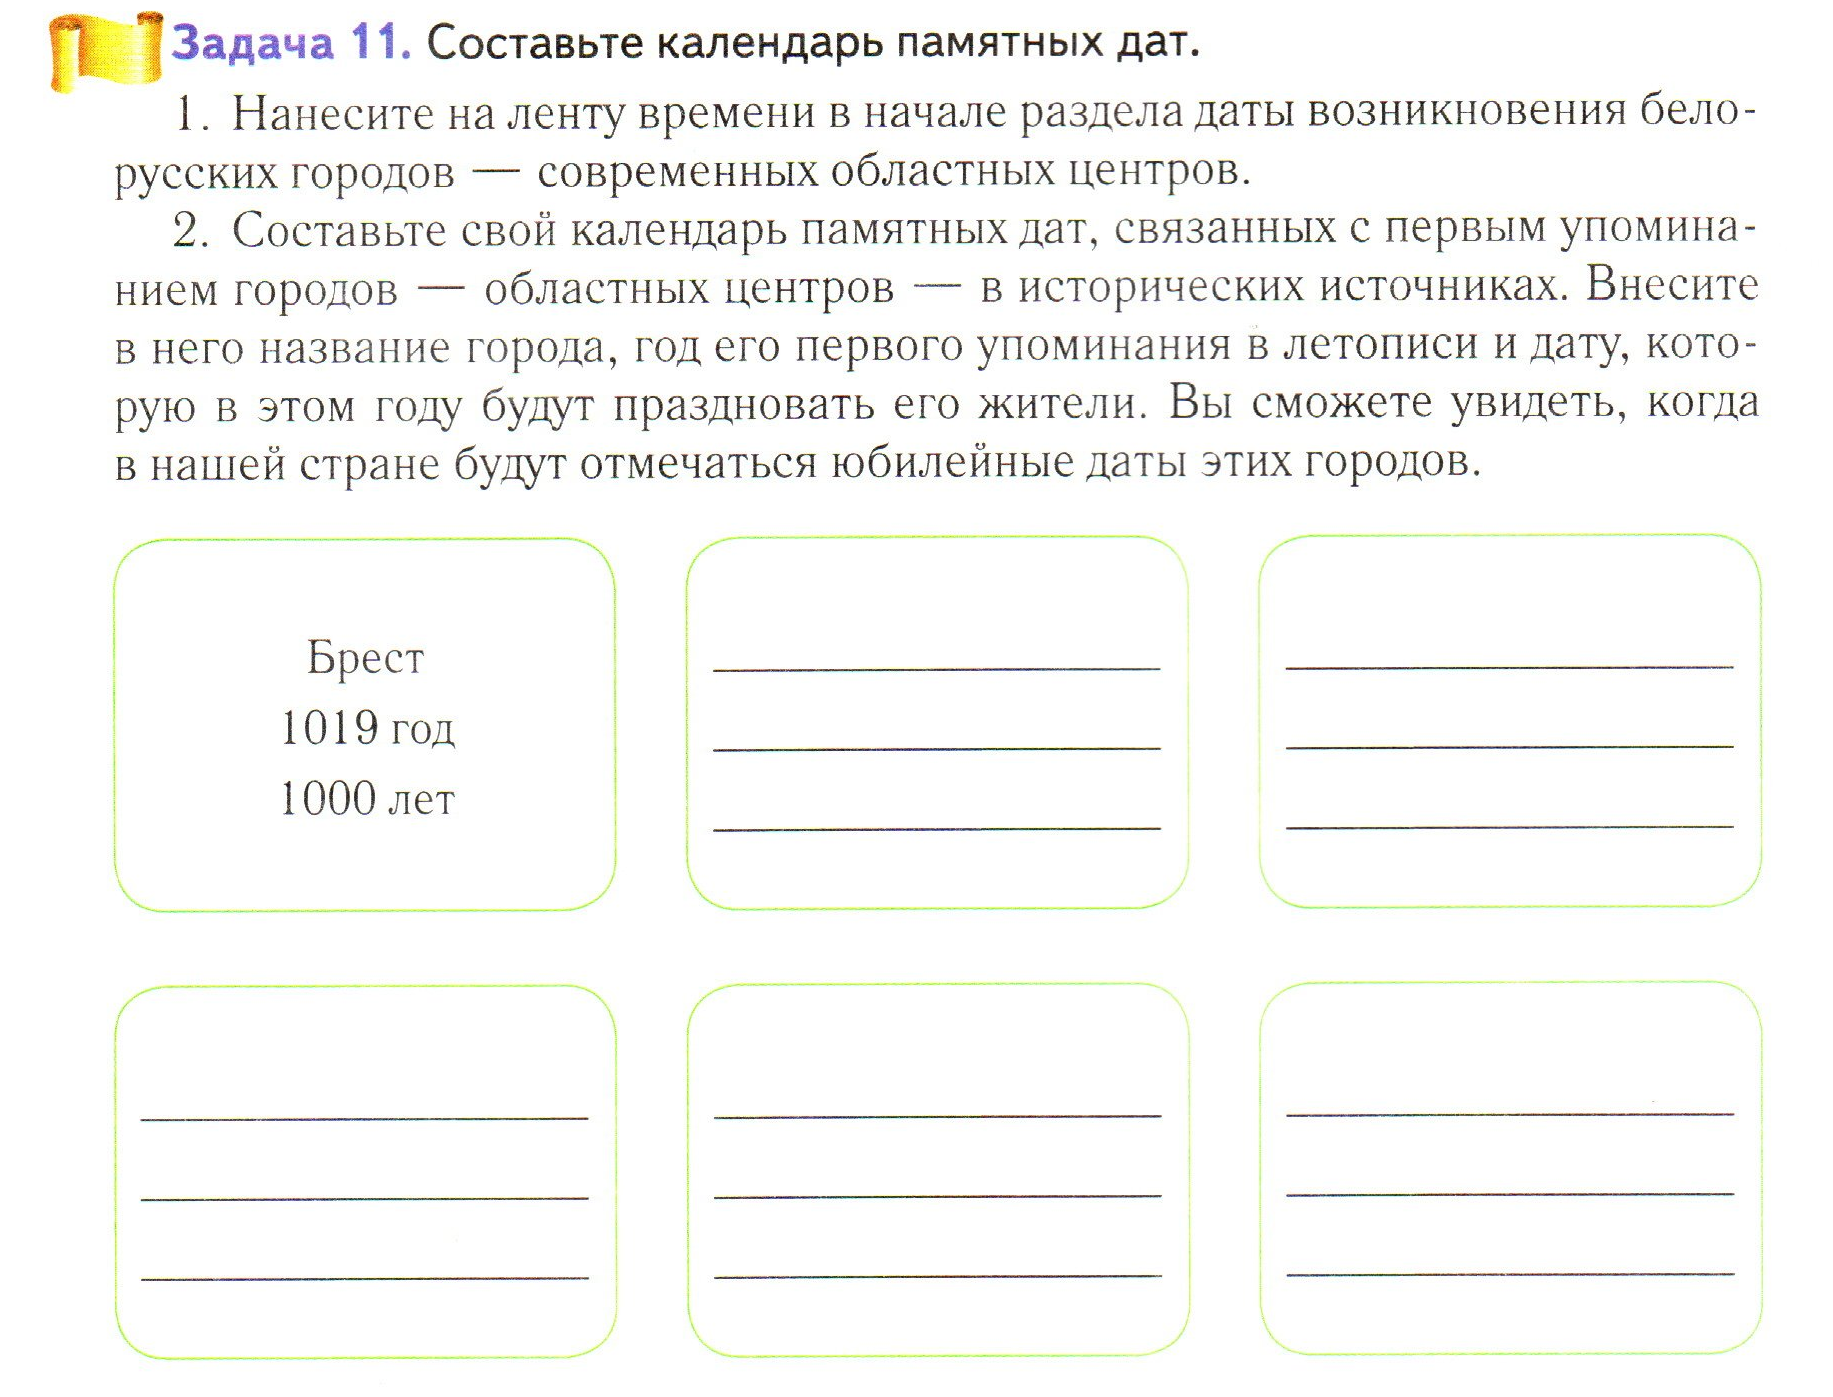 Задача 11. Составьте календарь памятных дат.
1. Нанесите на ленту времени в начале раздела даты возникновения бело-
русских городов — современных областных центров.
2. Составьте свой календарь памятных дат, связанных с первым упомина-
нием городов — областных центров — в исторических источниках. Внесите
в него название города, год его первого упоминания в летописи и дату, кото-
рую в этом году будут праздновать его жители. Вы сможете увидеть, когда
в нашей стране будут отмечаться юбилейные даты этих городов.
Брест
1019 год
1000 лет